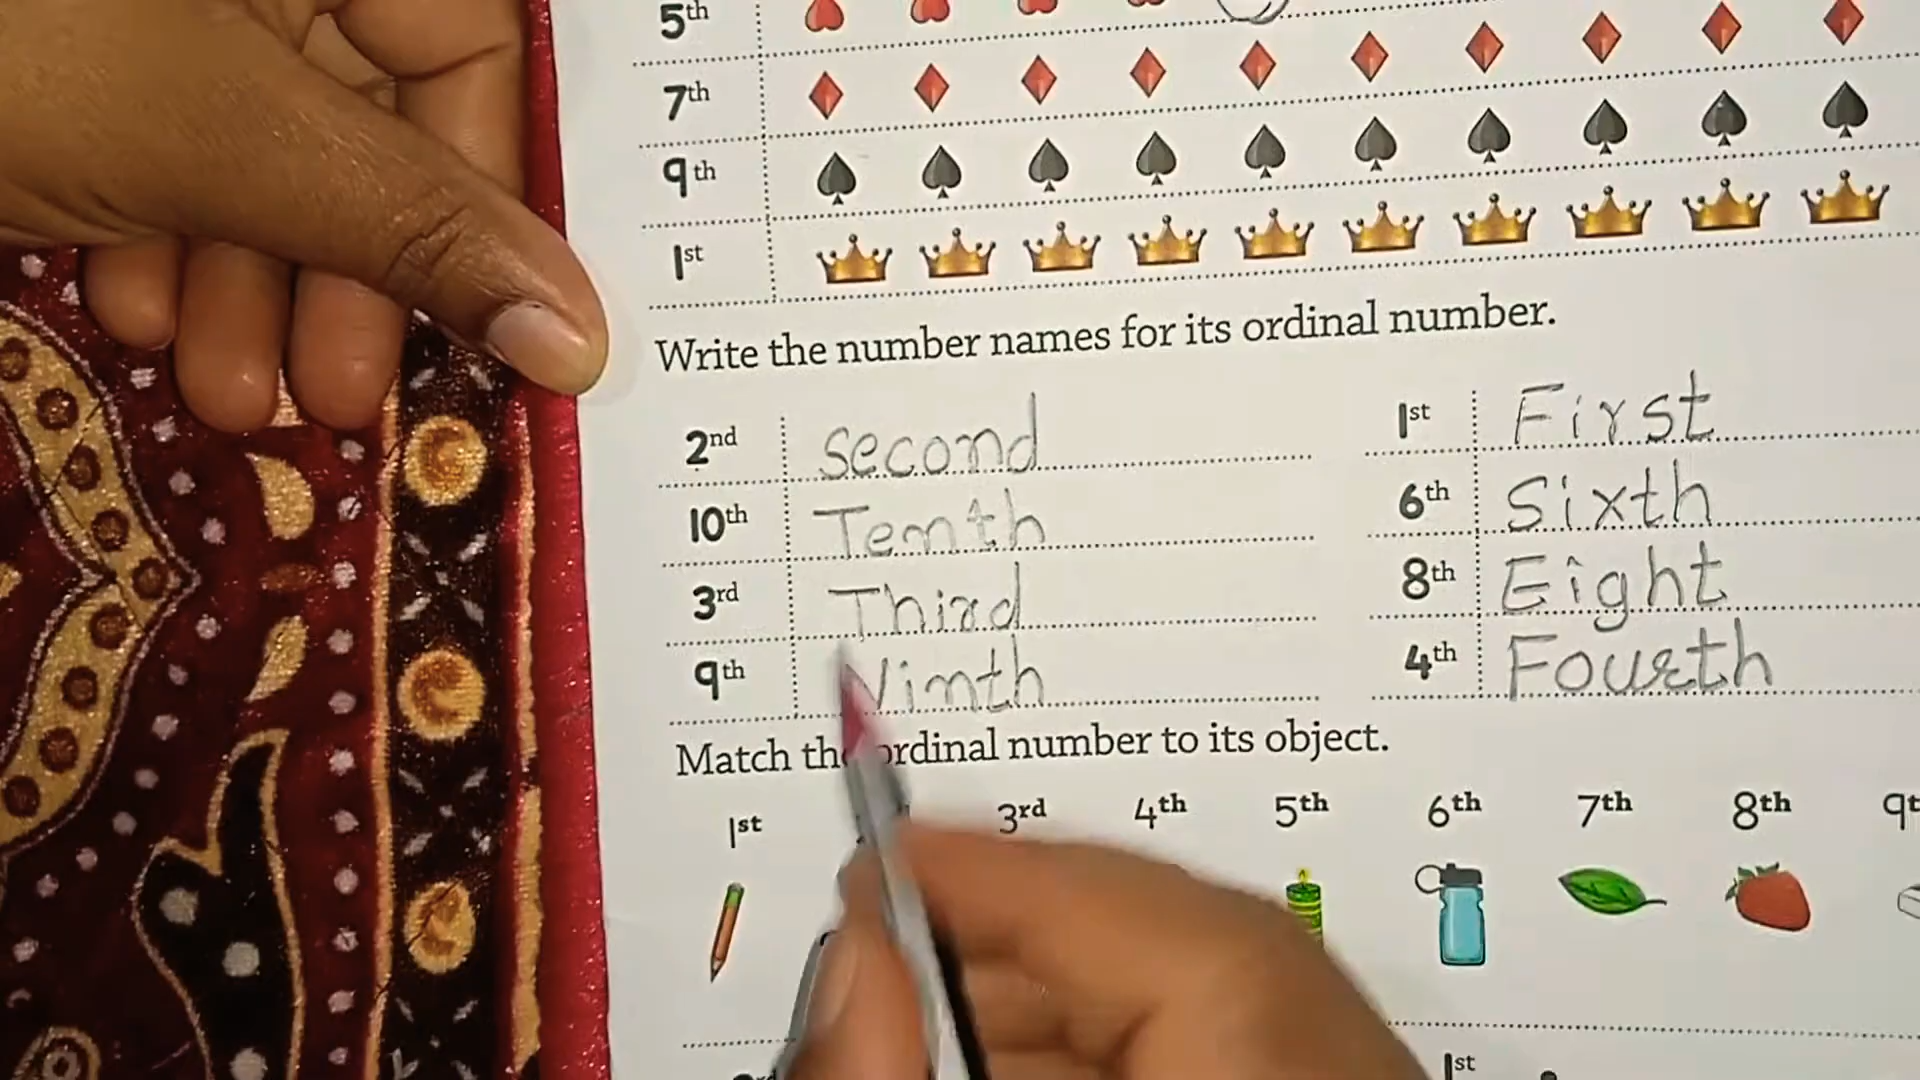 5th
7th
9th
1st
Write the number names for its ordinal number.
2nd Second 1st First
10th Tenth 6th Sixth
3rd Third 8th Eight
9th Ninth 4th Fourth
Match the ordinal number to its object.
1st 3rd 4th 5th 6th 7th 8th
1st